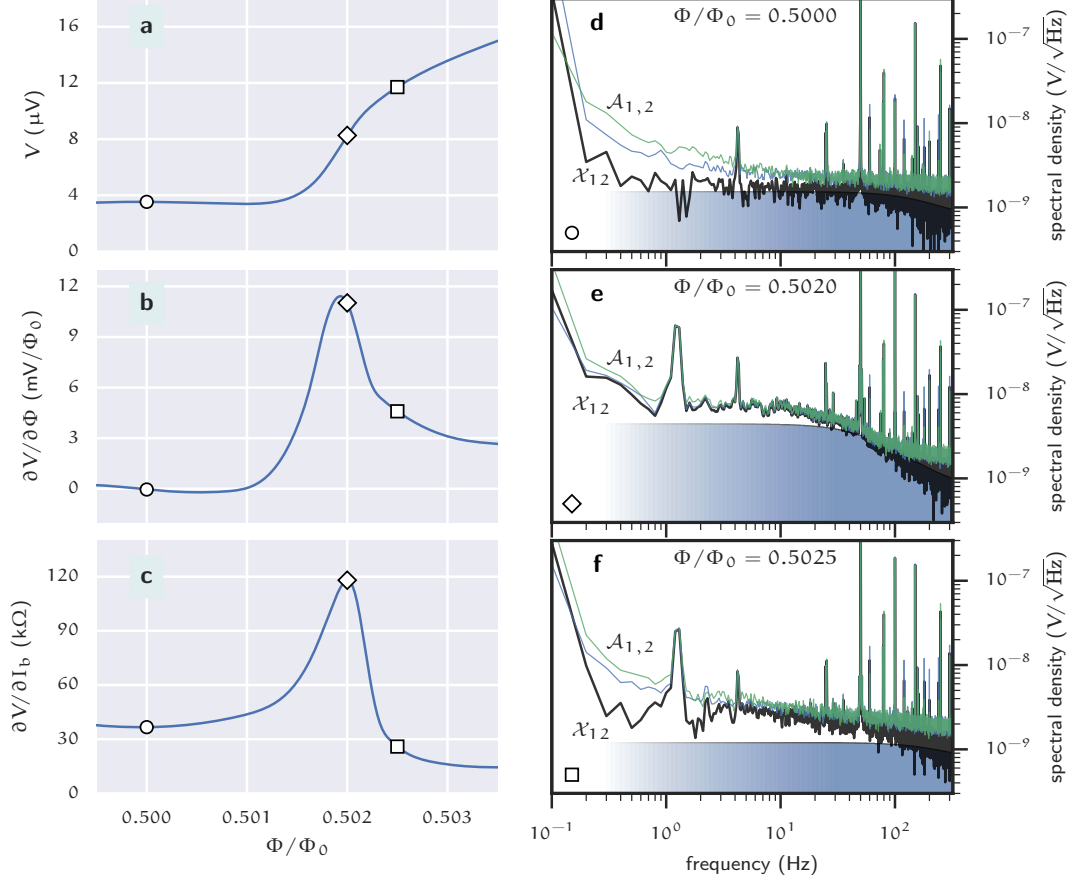 a
16
12
8
4
0
V (μV)
b
12
9
6
3
0
∂V/∂Φ (mV/Φ₀)
c
120
90
60
30
0
∂V/∂I_b (kΩ)
0.500 0.501 0.502 0.503
Φ/Φ₀
d
Φ/Φ₀ = 0.5000
𝒜₁,₂
𝒳₁₂
10⁻⁷
10⁻⁸
10⁻⁹
spectral density (V/√Hz)
e
Φ/Φ₀ = 0.5020
𝒜₁,₂
𝒳₁₂
10⁻⁷
10⁻⁸
10⁻⁹
spectral density (V/√Hz)
f
Φ/Φ₀ = 0.5025
𝒜₁,₂
𝒳₁₂
10⁻⁷
10⁻⁸
10⁻⁹
spectral density (V/√Hz)
10⁻¹ 10⁰ 10¹ 10²
frequency (Hz)